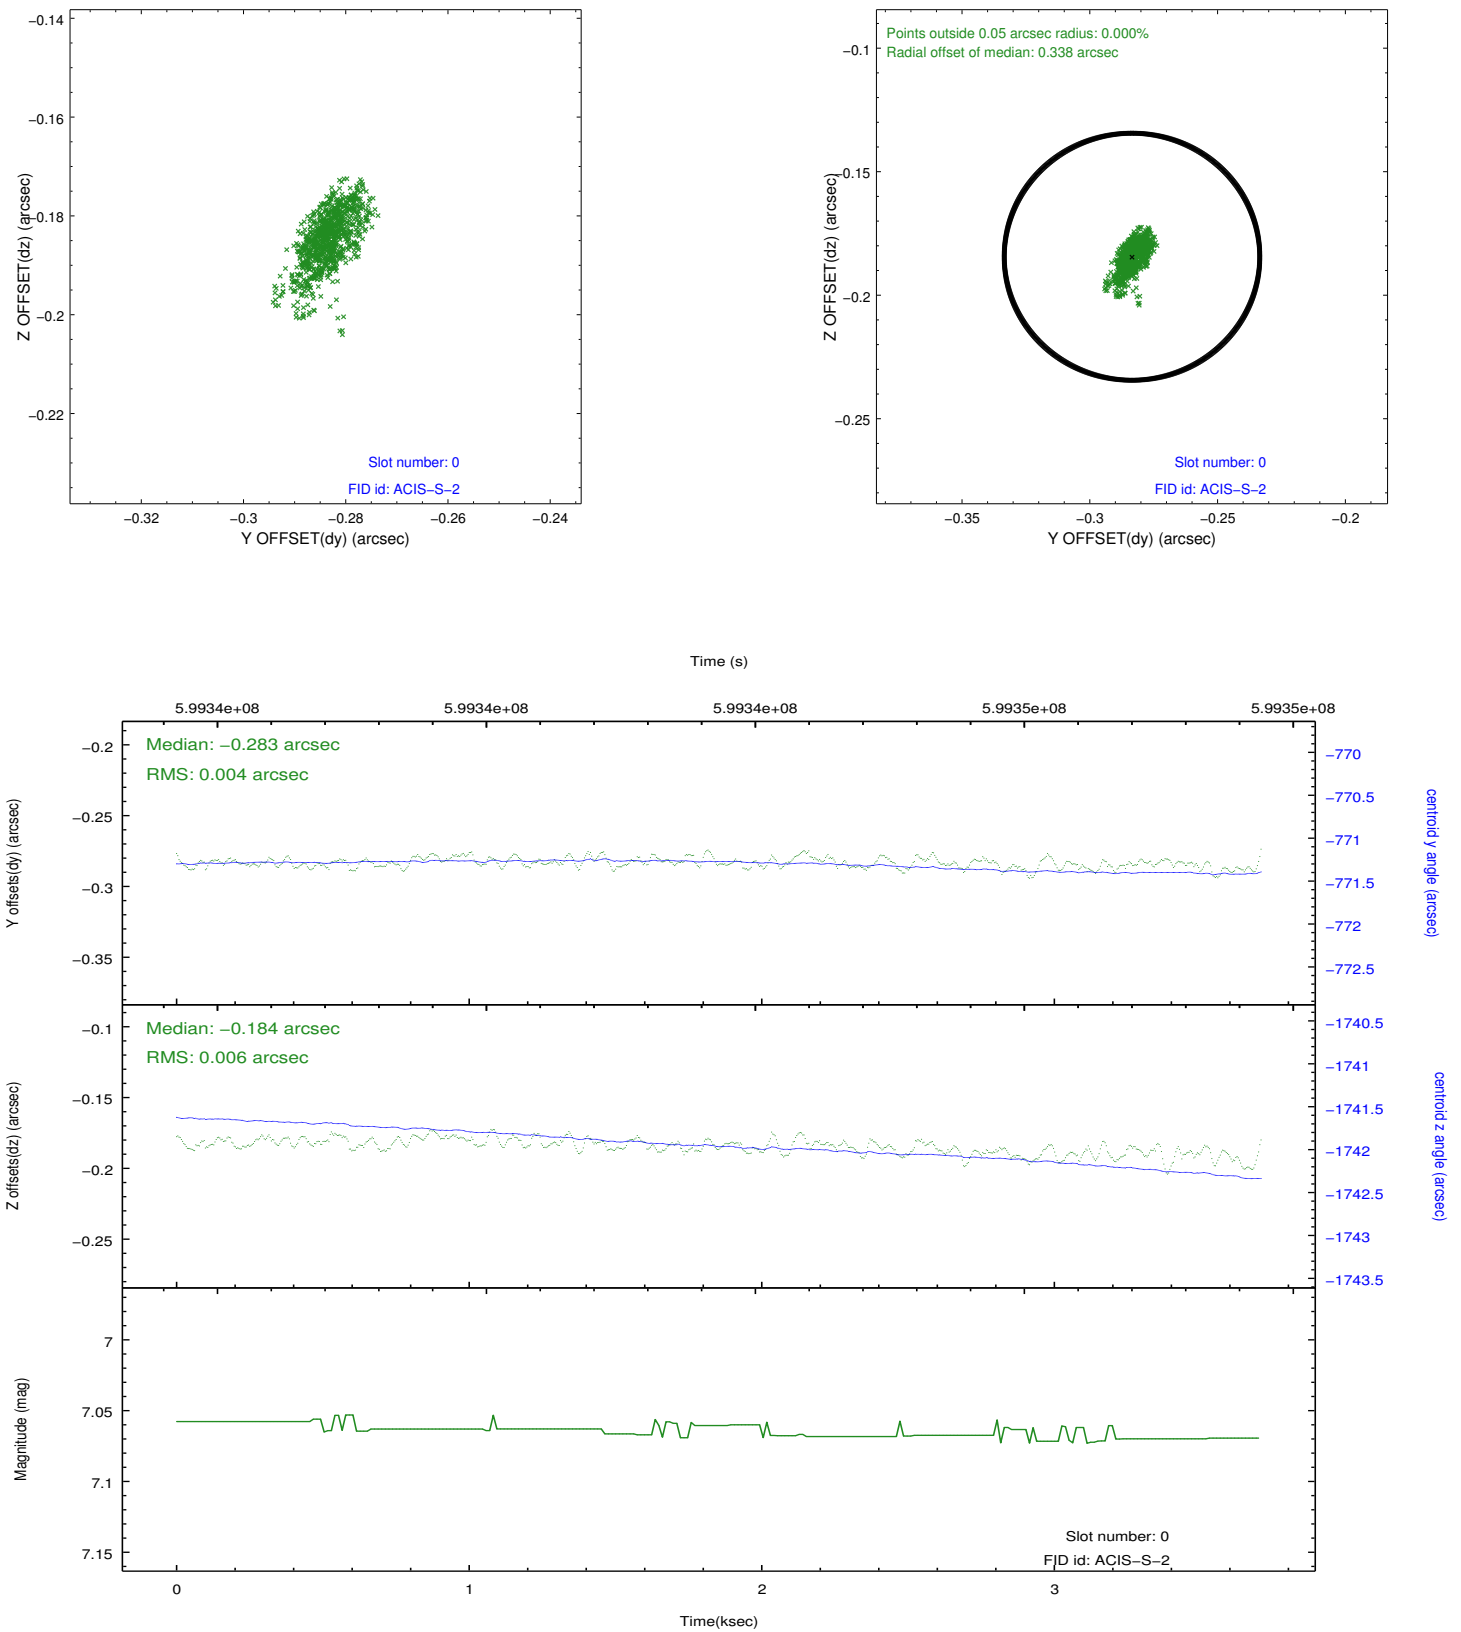 −0.14
−0.16
−0.18
−0.2
−0.22
Z OFFSET(dz) (arcsec)
Slot number: 0
FID id: ACIS−S−2
−0.32 −0.3 −0.28 −0.26 −0.24
Y OFFSET(dy) (arcsec)
Points outside 0.05 arcsec radius: 0.000%
Radial offset of median: 0.338 arcsec
−0.1
−0.15
−0.2
−0.25
Z OFFSET(dz) (arcsec)
Slot number: 0
FID id: ACIS−S−2
−0.35 −0.3 −0.25 −0.2
Y OFFSET(dy) (arcsec)
Time (s)
5.9934e+08 5.9934e+08 5.9934e+08 5.9935e+08 5.9935e+08
Median: −0.283 arcsec
RMS: 0.004 arcsec
−0.2
−0.25
−0.3
−0.35
Y offsets(dy) (arcsec)
−770
−770.5
−771
−771.5
−772
−772.5
centroid y angle (arcsec)
Median: −0.184 arcsec
RMS: 0.006 arcsec
−0.1
−0.15
−0.2
−0.25
Z offsets(dz) (arcsec)
−1740.5
−1741
−1741.5
−1742
−1742.5
−1743
−1743.5
centroid z angle (arcsec)
7
7.05
7.1
7.15
Magnitude (mag)
Slot number: 0
FID id: ACIS−S−2
0 1 2 3
Time(ksec)